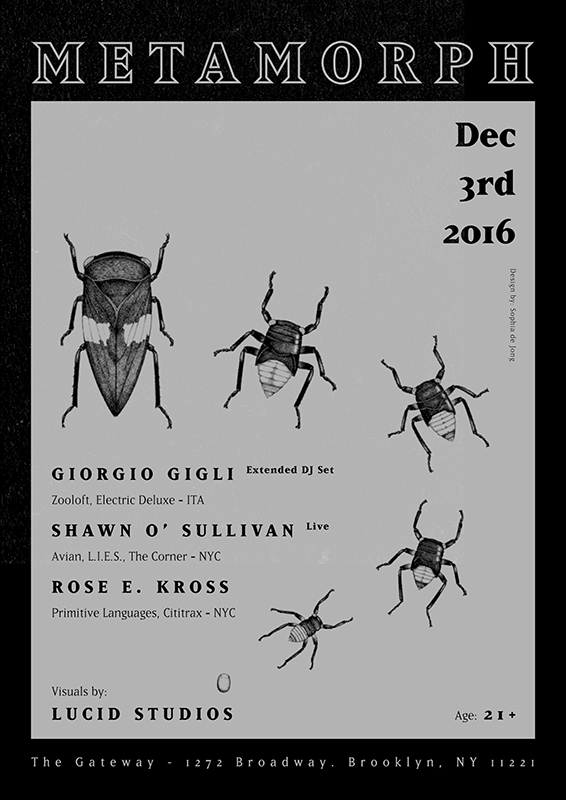 METAMORPH
Dec
3rd
2016
Design by: Sophia de Jong
GIORGIO GIGLI Extended DJ Set
Zooloft, Electric Deluxe - ITA
SHAWN O' SULLIVAN Live
Avian, L.I.E.S., The Corner - NYC
ROSE E. KROSS
Primitive Languages, Cititrax - NYC
Visuals by:
LUCID STUDIOS
Age: 21+
The Gateway - 1272 Broadway. Brooklyn, NY 11221